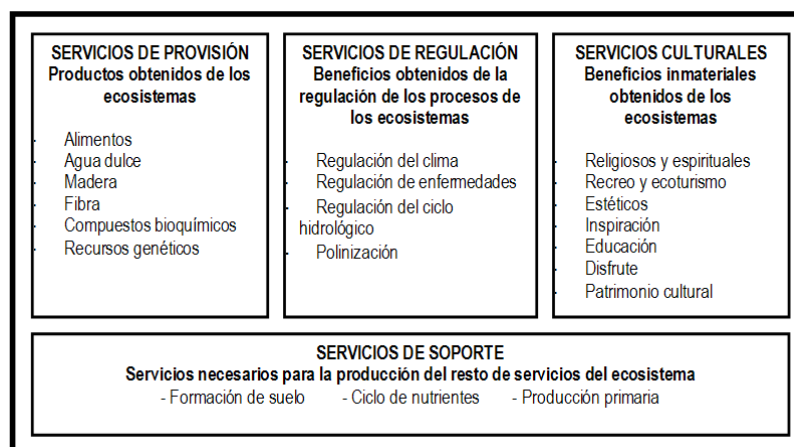 SERVICIOS DE PROVISIÓN
Productos obtenidos de los
ecosistemas
- Alimentos
- Agua dulce
- Madera
- Fibra
- Compuestos bioquímicos
- Recursos genéticos
SERVICIOS DE REGULACIÓN
Beneficios obtenidos de la
regulación de los procesos de
los ecosistemas
- Regulación del clima
- Regulación de enfermedades
- Regulación del ciclo
hidrológico
- Polinización
SERVICIOS CULTURALES
Beneficios inmateriales
obtenidos de los
ecosistemas
- Religiosos y espirituales
- Recreo y ecoturismo
- Estéticos
- Inspiración
- Educación
- Disfrute
- Patrimonio cultural
SERVICIOS DE SOPORTE
Servicios necesarios para la producción del resto de servicios del ecosistema
- Formación de suelo - Ciclo de nutrientes - Producción primaria